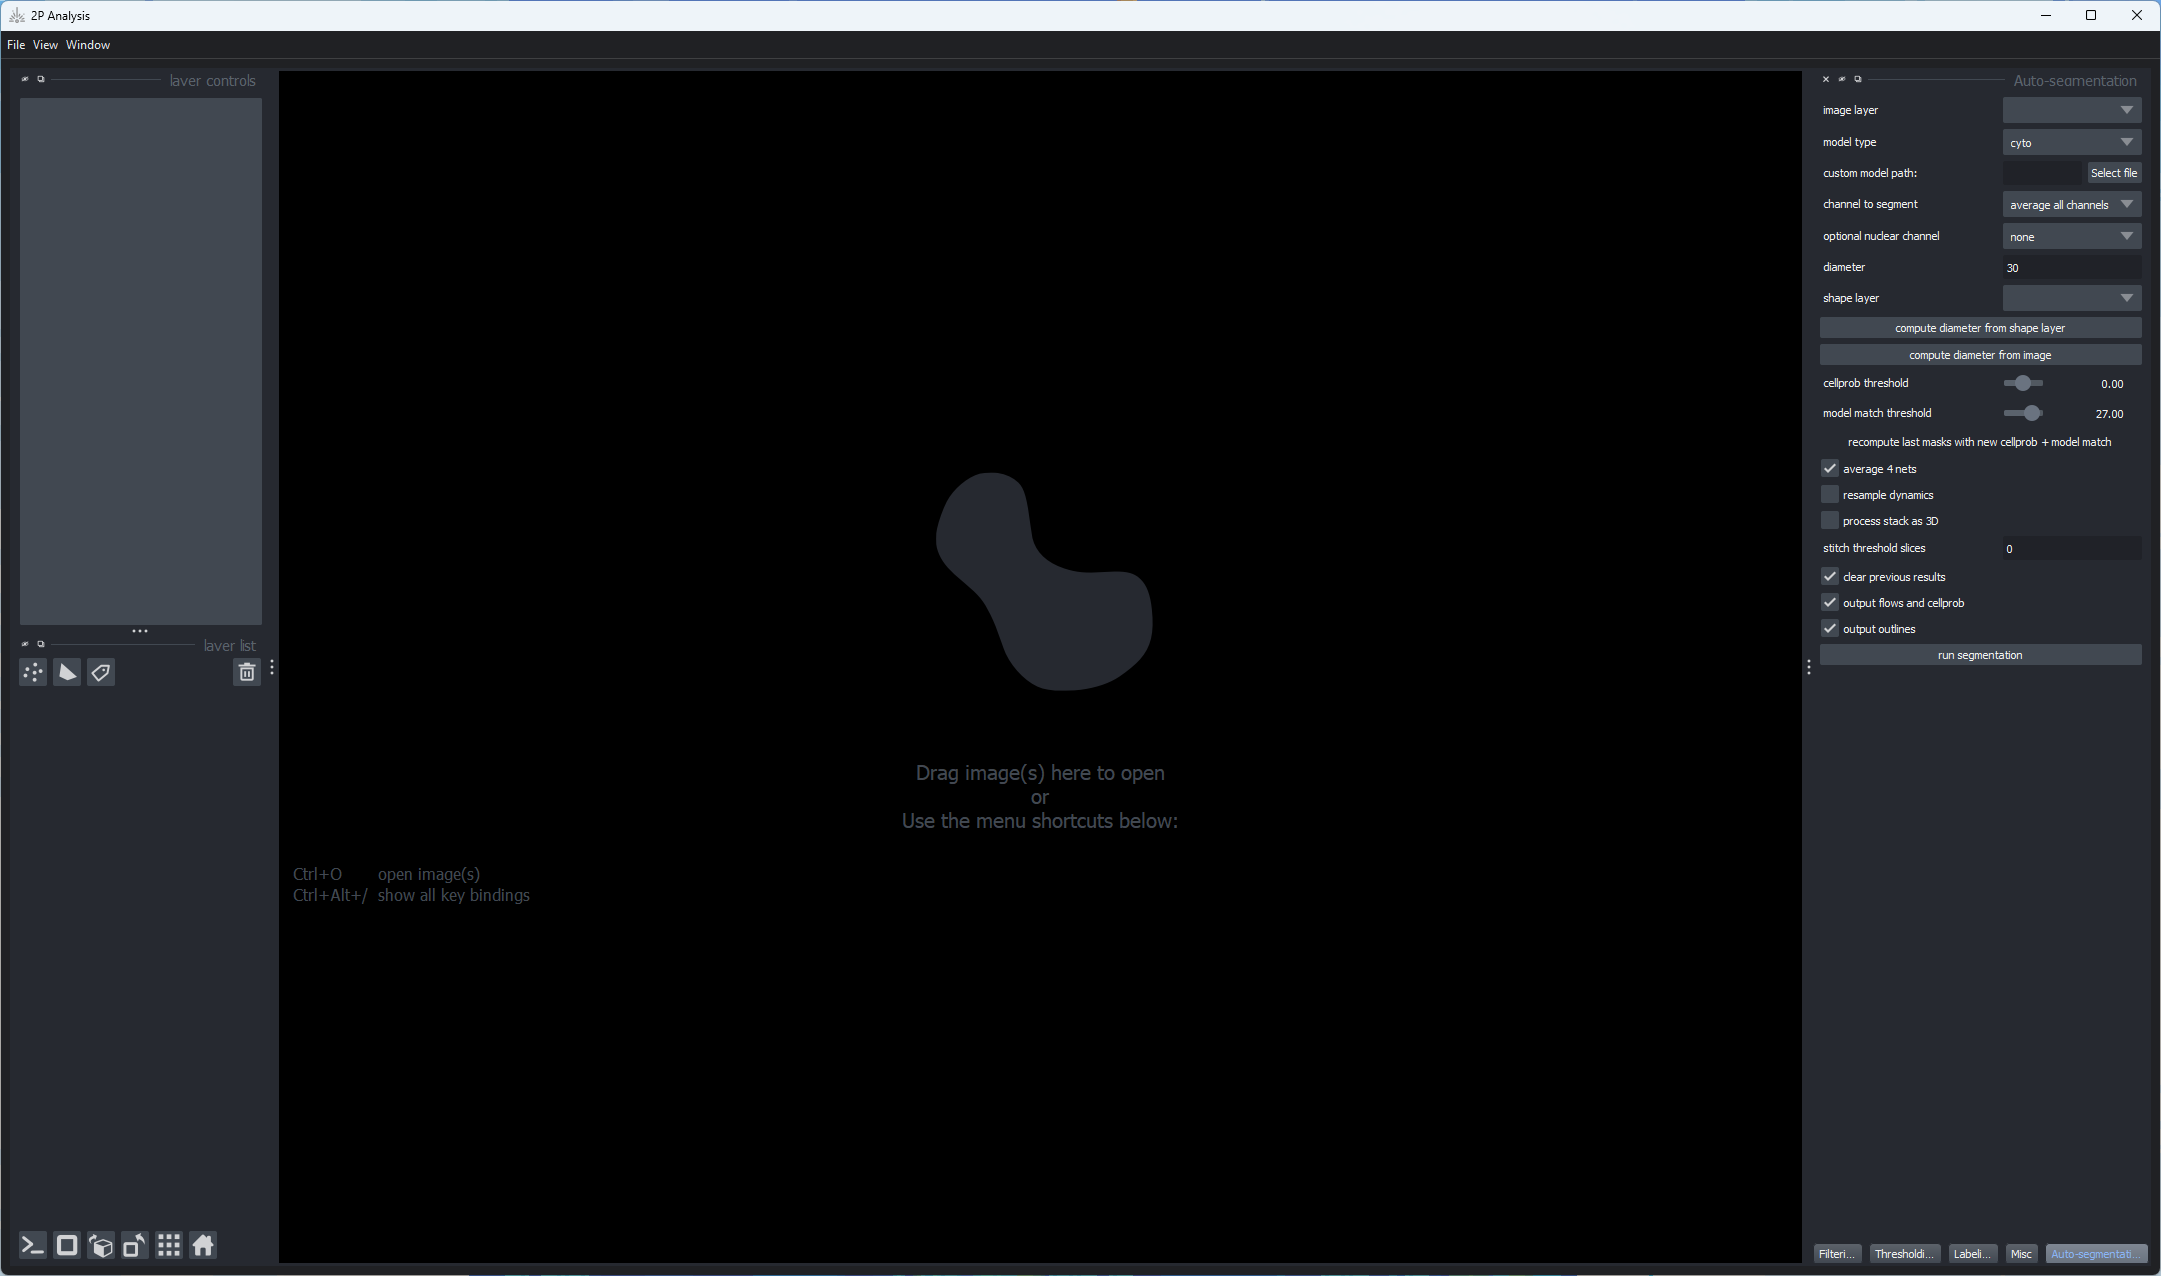 2P Analysis
File View Window
layer controls
layer list
Drag image(s) here to open
or
Use the menu shortcuts below:
Ctrl+O open image(s)
Ctrl+Alt+/ show all key bindings
Auto-segmentation
image layer
model type cyto
custom model path: Select file
channel to segment average all channels
optional nuclear channel none
diameter 30
shape layer
compute diameter from shape layer
compute diameter from image
cellprob threshold 0.00
model match threshold 27.00
recompute last masks with new cellprob + model match
average 4 nets
resample dynamics
process stack as 3D
stitch threshold slices 0
clear previous results
output flows and cellprob
output outlines
run segmentation
Filteri... Thresholdi... Labeli... Misc Auto-segmentati...